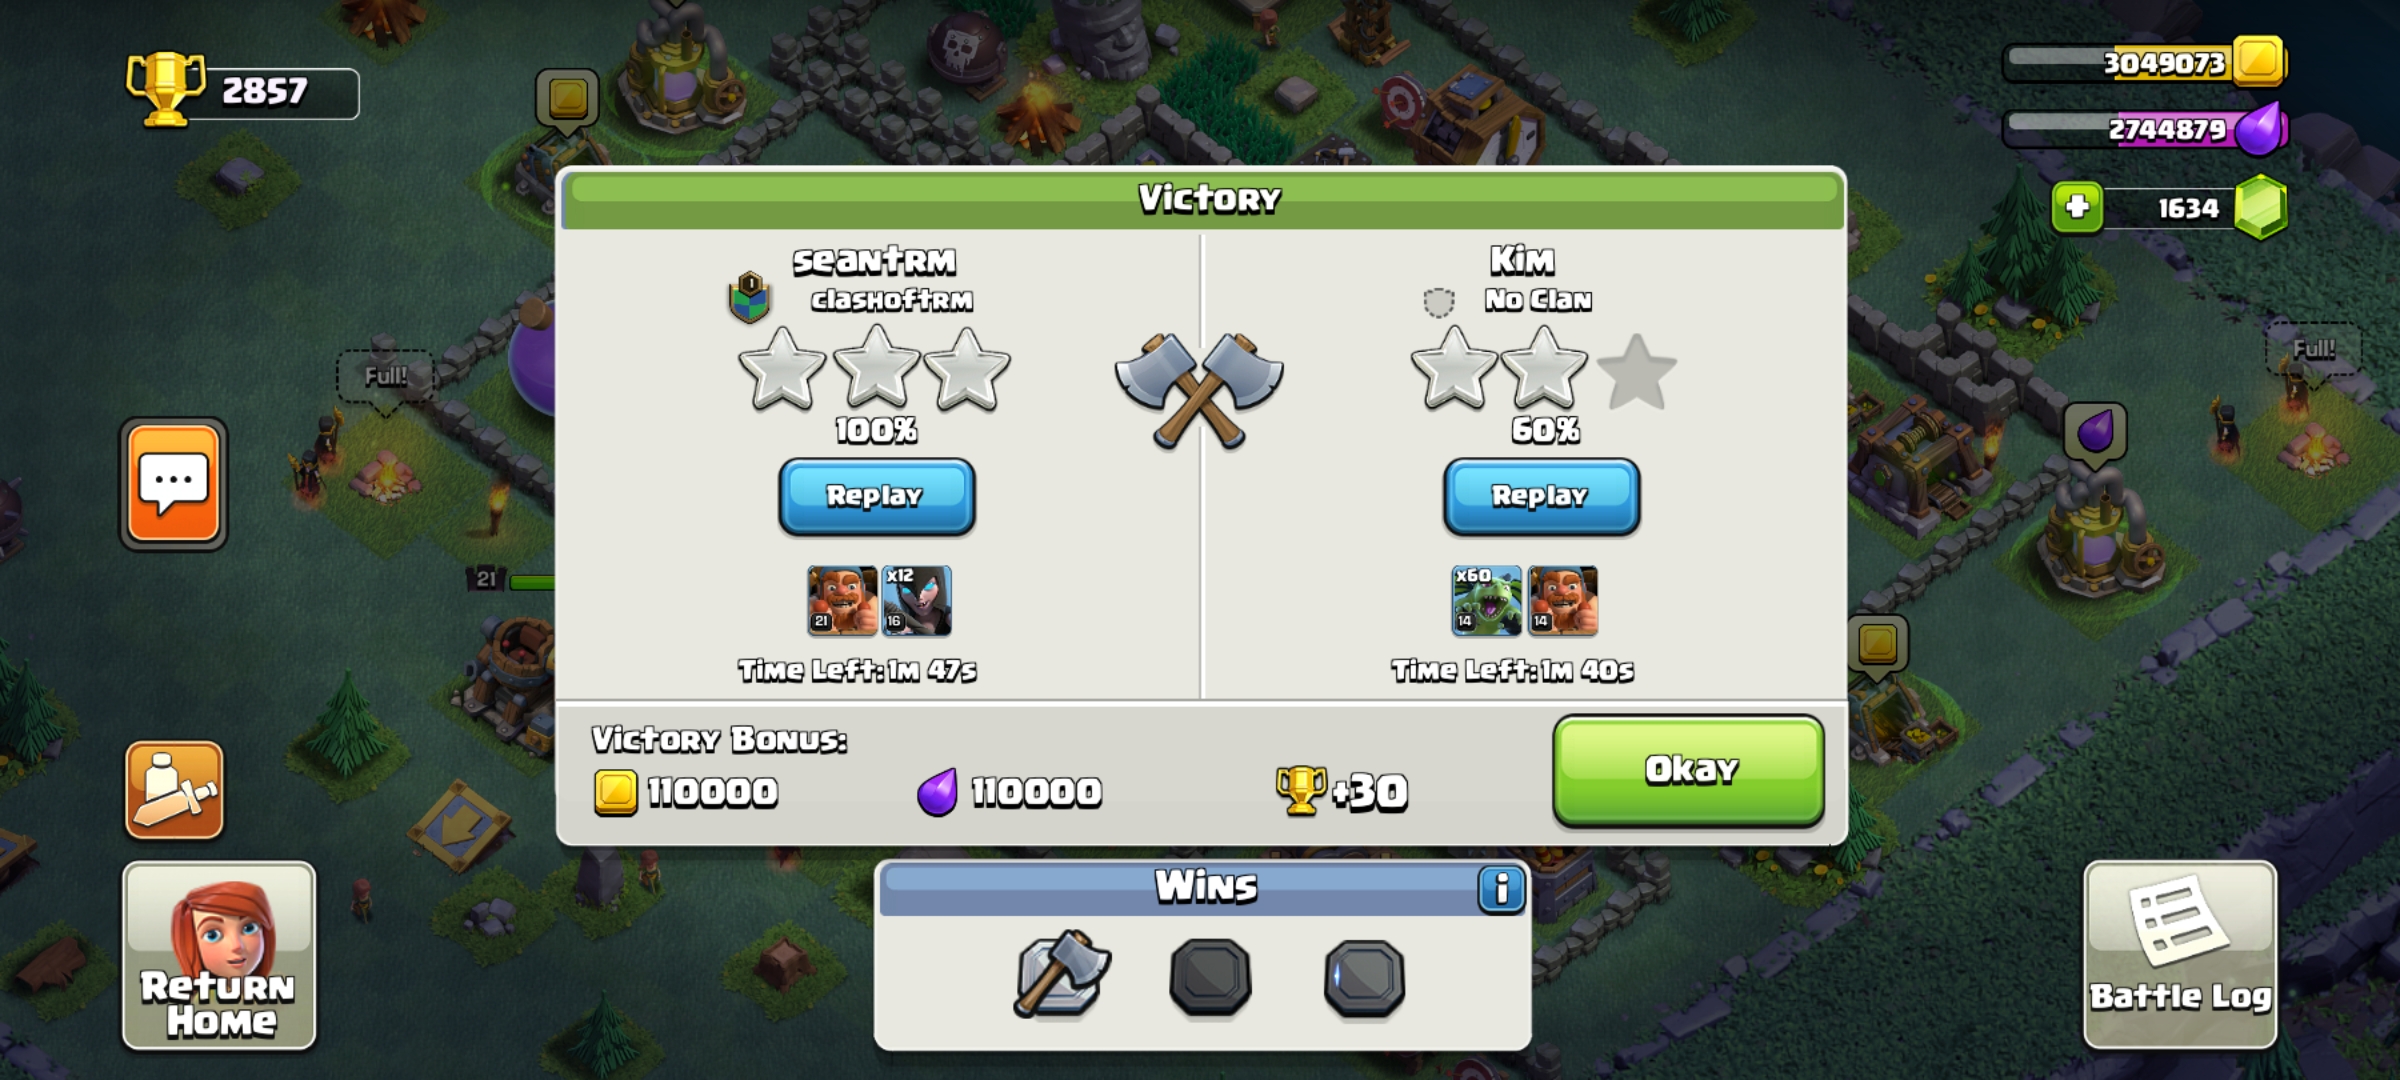 2857
3049073
2744879
1634
Victory
seantrm
clashoftrm
1
Kim
No Clan
Full!
Full!
100%
60%
Replay
Replay
21
x12
21
16
x60
14
14
Time Left:1m 47s
Time Left:1m 40s
Victory Bonus:
110000
110000
+30
Okay
Wins
i
Return
Home
Battle Log